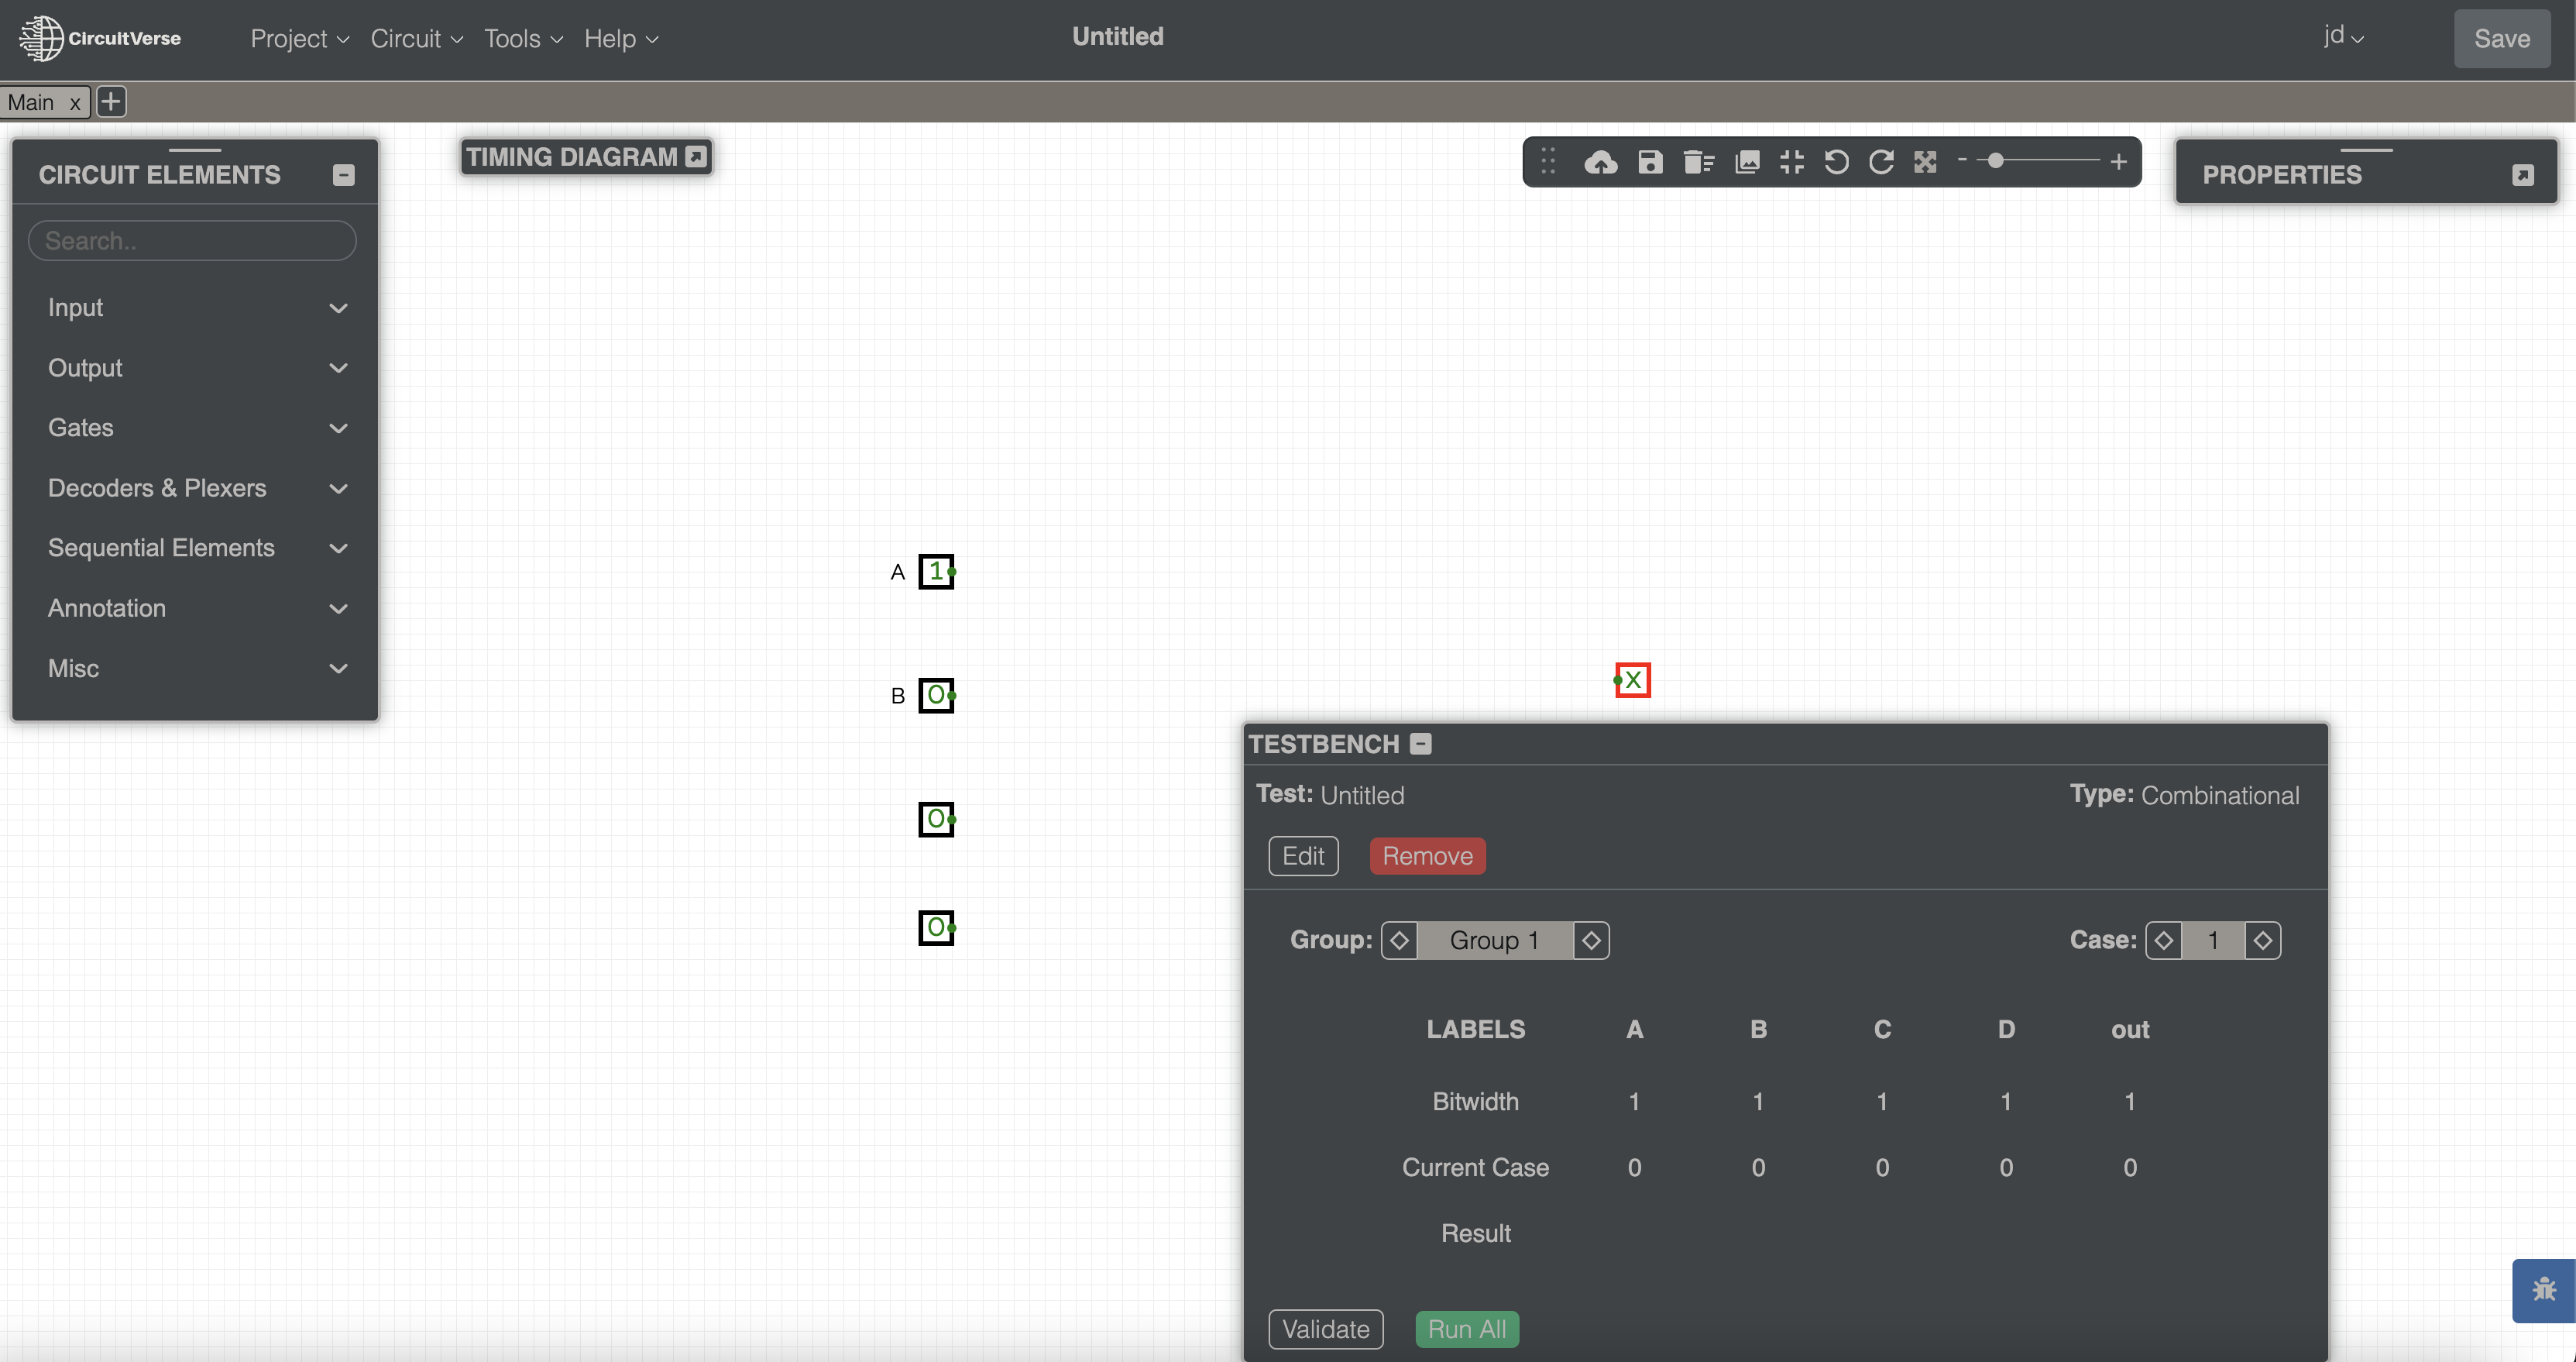 CircuitVerse Project Circuit Tools Help Untitled jd Save
Main x +
CIRCUIT ELEMENTS -
Search..
Input
Output
Gates
Decoders & Plexers
Sequential Elements
Annotation
Misc
TIMING DIAGRAM
- +
PROPERTIES
A 1
B 0
0
0
X
TESTBENCH -
Test: Untitled Type: Combinational
Edit Remove
Group: Group 1 Case: 1
LABELS A B C D out
Bitwidth 1 1 1 1 1
Current Case 0 0 0 0 0
Result
Validate Run All